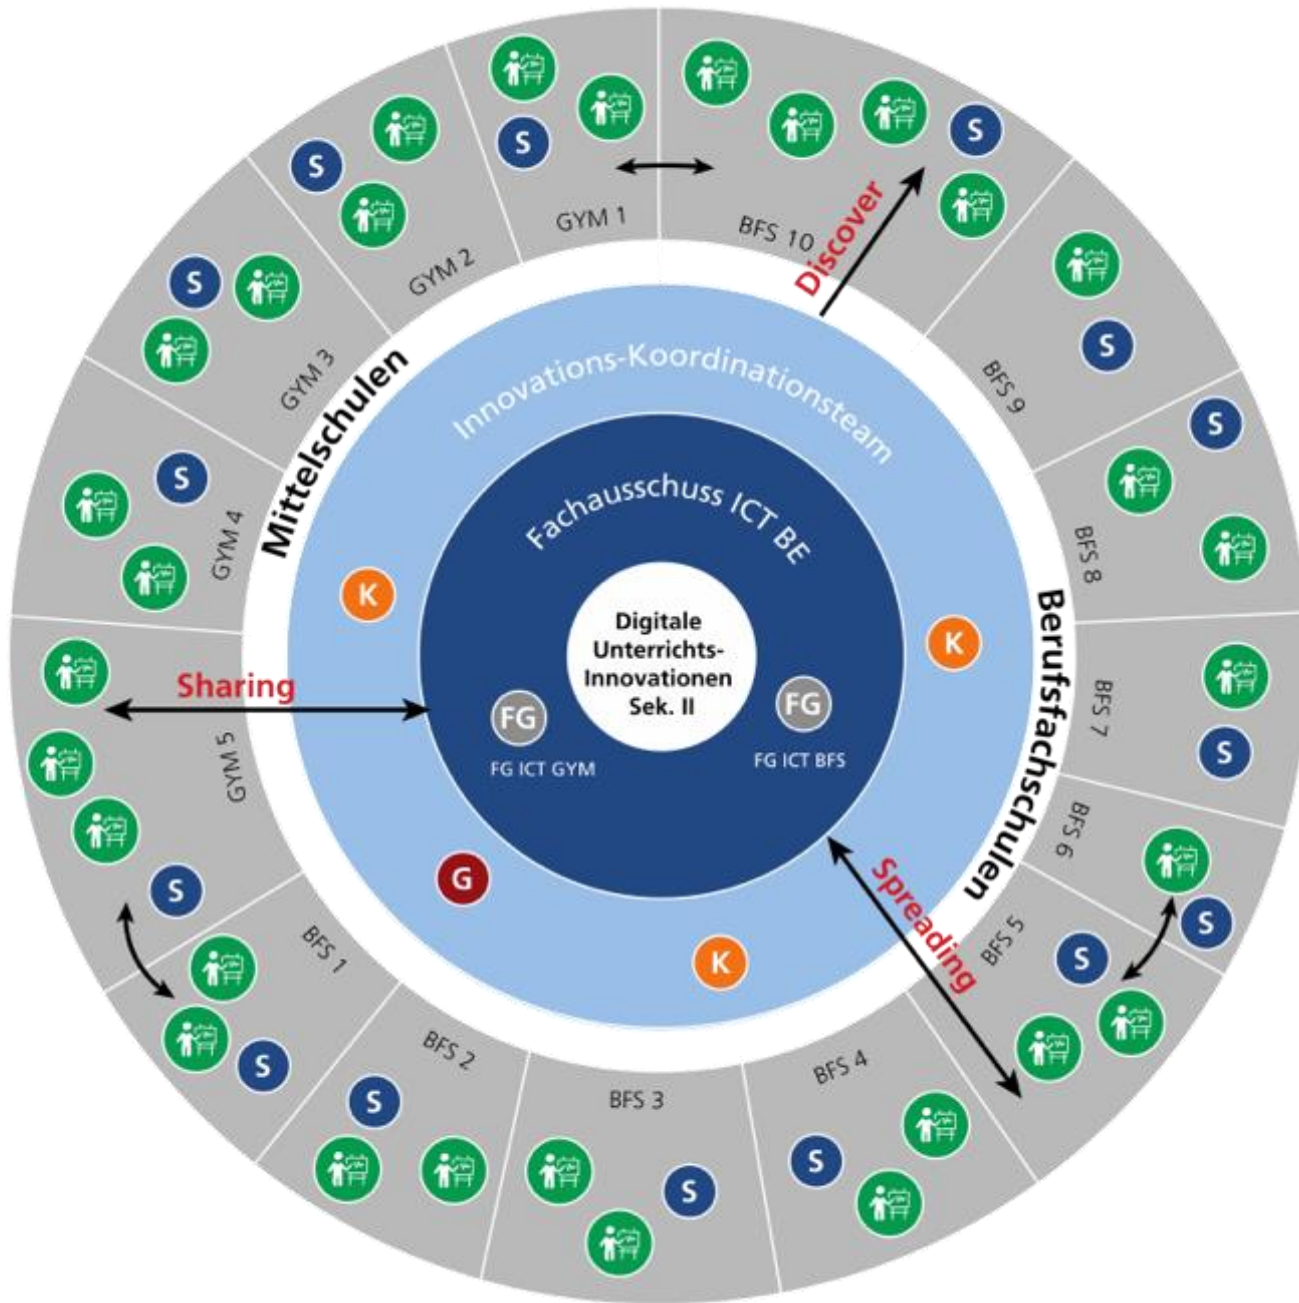 S
GYM 1
S
GYM 2
S
GYM 3
S
GYM 4
GYM 5
S
BFS 10
S
BFS 9
S
BFS 8
S
BFS 7
S
BFS 6
S
BFS 5
S
BFS 4
S
BFS 3
S
BFS 2
S
BFS 1
S
Mittelschulen
Berufsfachschulen
Discover
Sharing
Spreading
Innovations-Koordinationsteam
K
K
G
K
Fachausschuss ICT BE
Digitale
Unterrichts-
Innovationen
Sek. II
FG
FG ICT GYM
FG
FG ICT BFS